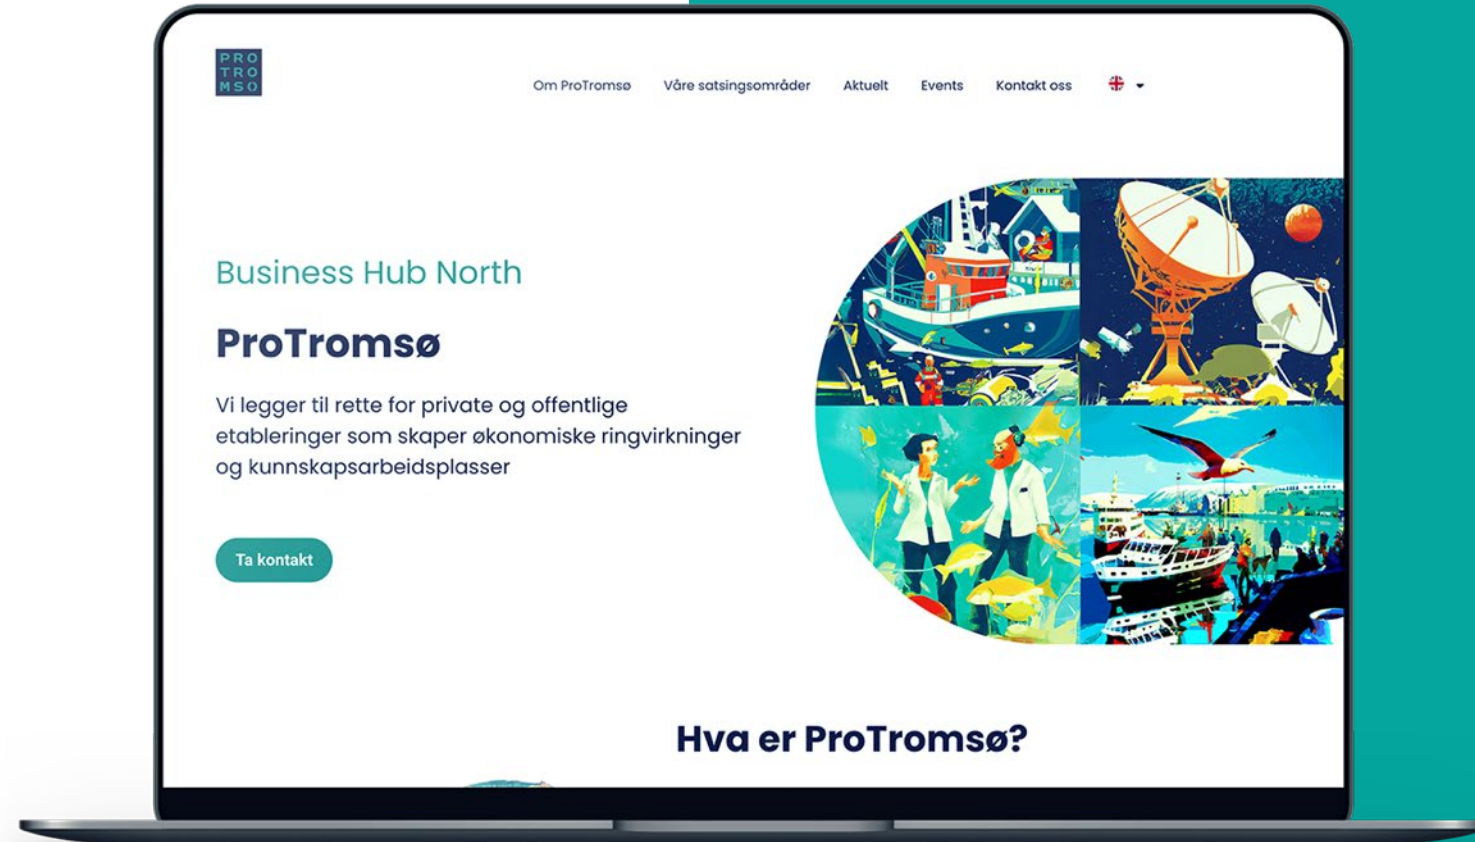 PRO
TRO
MSØ
Om ProTromsø Våre satsingsområder Aktuelt Events Kontakt oss
Business Hub North
ProTromsø
Vi legger til rette for private og offentlige
etableringer som skaper økonomiske ringvirkninger
og kunnskapsarbeidsplasser
Ta kontakt
Hva er ProTromsø?